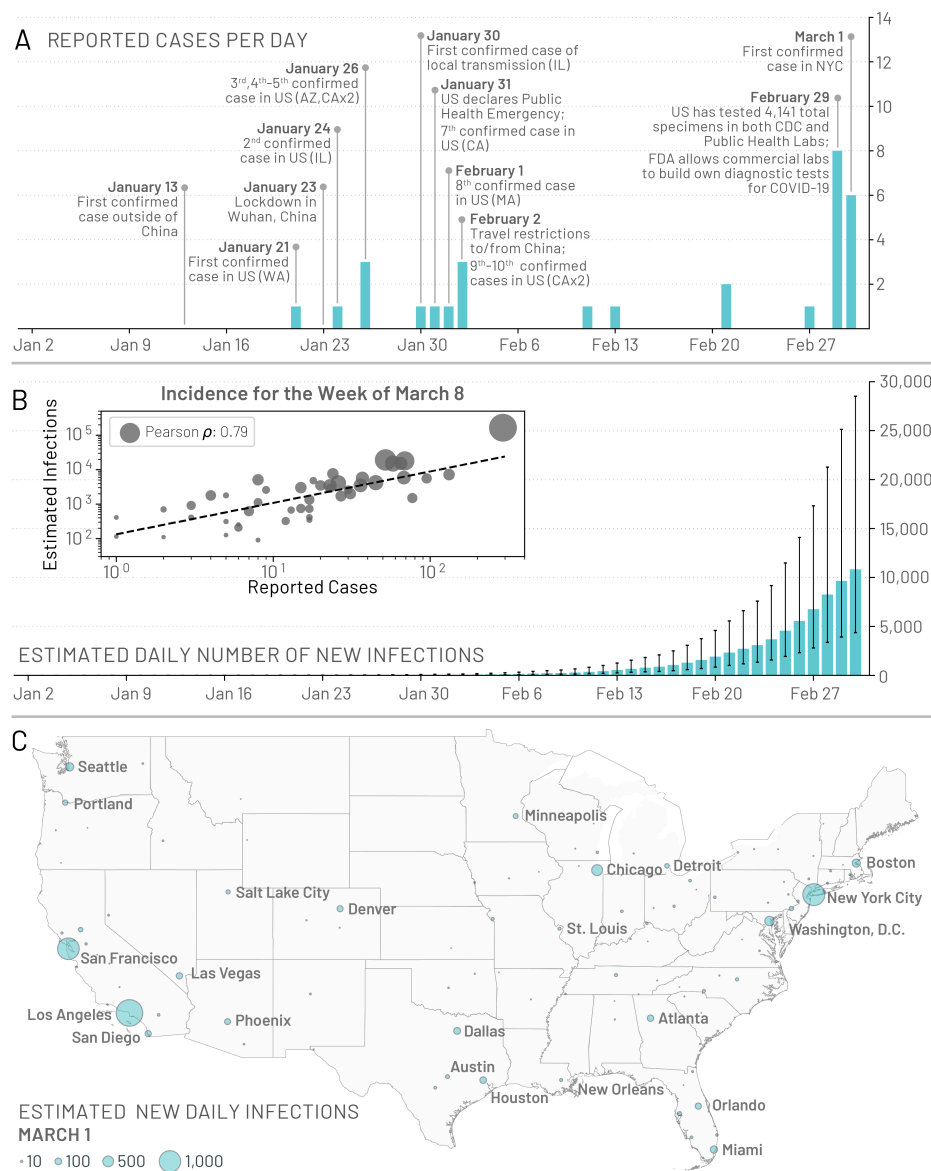 A
REPORTED CASES PER DAY
January 13
First confirmed
case outside of
China
January 21
First confirmed
case in US (WA)
January 23
Lockdown in
Wuhan, China
January 24
2nd confirmed
case in US (IL)
January 26
3rd,4th-5th confirmed
case in US (AZ,CAx2)
January 30
First confirmed case of
local transmission (IL)
January 31
US declares Public
Health Emergency;
7th confirmed case in
US (CA)
February 1
8th confirmed case
in US (MA)
February 2
Travel restrictions
to/from China;
9th-10th confirmed
cases in US (CAx2)
March 1
First confirmed
case in NYC
February 29
US has tested 4,141 total
specimens in both CDC and
Public Health Labs;
FDA allows commercial labs
to build own diagnostic tests
for COVID-19
14
12
10
8
6
4
2
Jan 2 Jan 9 Jan 16 Jan 23 Jan 30 Feb 6 Feb 13 Feb 20 Feb 27
B
Incidence for the Week of March 8
Pearson ρ: 0.79
Estimated Infections
10^5
10^4
10^3
10^2
10^0 10^1 10^2
Reported Cases
30,000
25,000
20,000
15,000
10,000
5,000
0
ESTIMATED DAILY NUMBER OF NEW INFECTIONS
Jan 2 Jan 9 Jan 16 Jan 23 Jan 30 Feb 6 Feb 13 Feb 20 Feb 27
C
Seattle
Portland
Minneapolis
Boston
Chicago
Detroit
Salt Lake City
New York City
Denver
St. Louis
Washington, D.C.
San Francisco
Las Vegas
Los Angeles
Phoenix
Atlanta
San Diego
Dallas
Austin
Houston
New Orleans
Orlando
Miami
ESTIMATED NEW DAILY INFECTIONS
MARCH 1
10 100 500 1,000